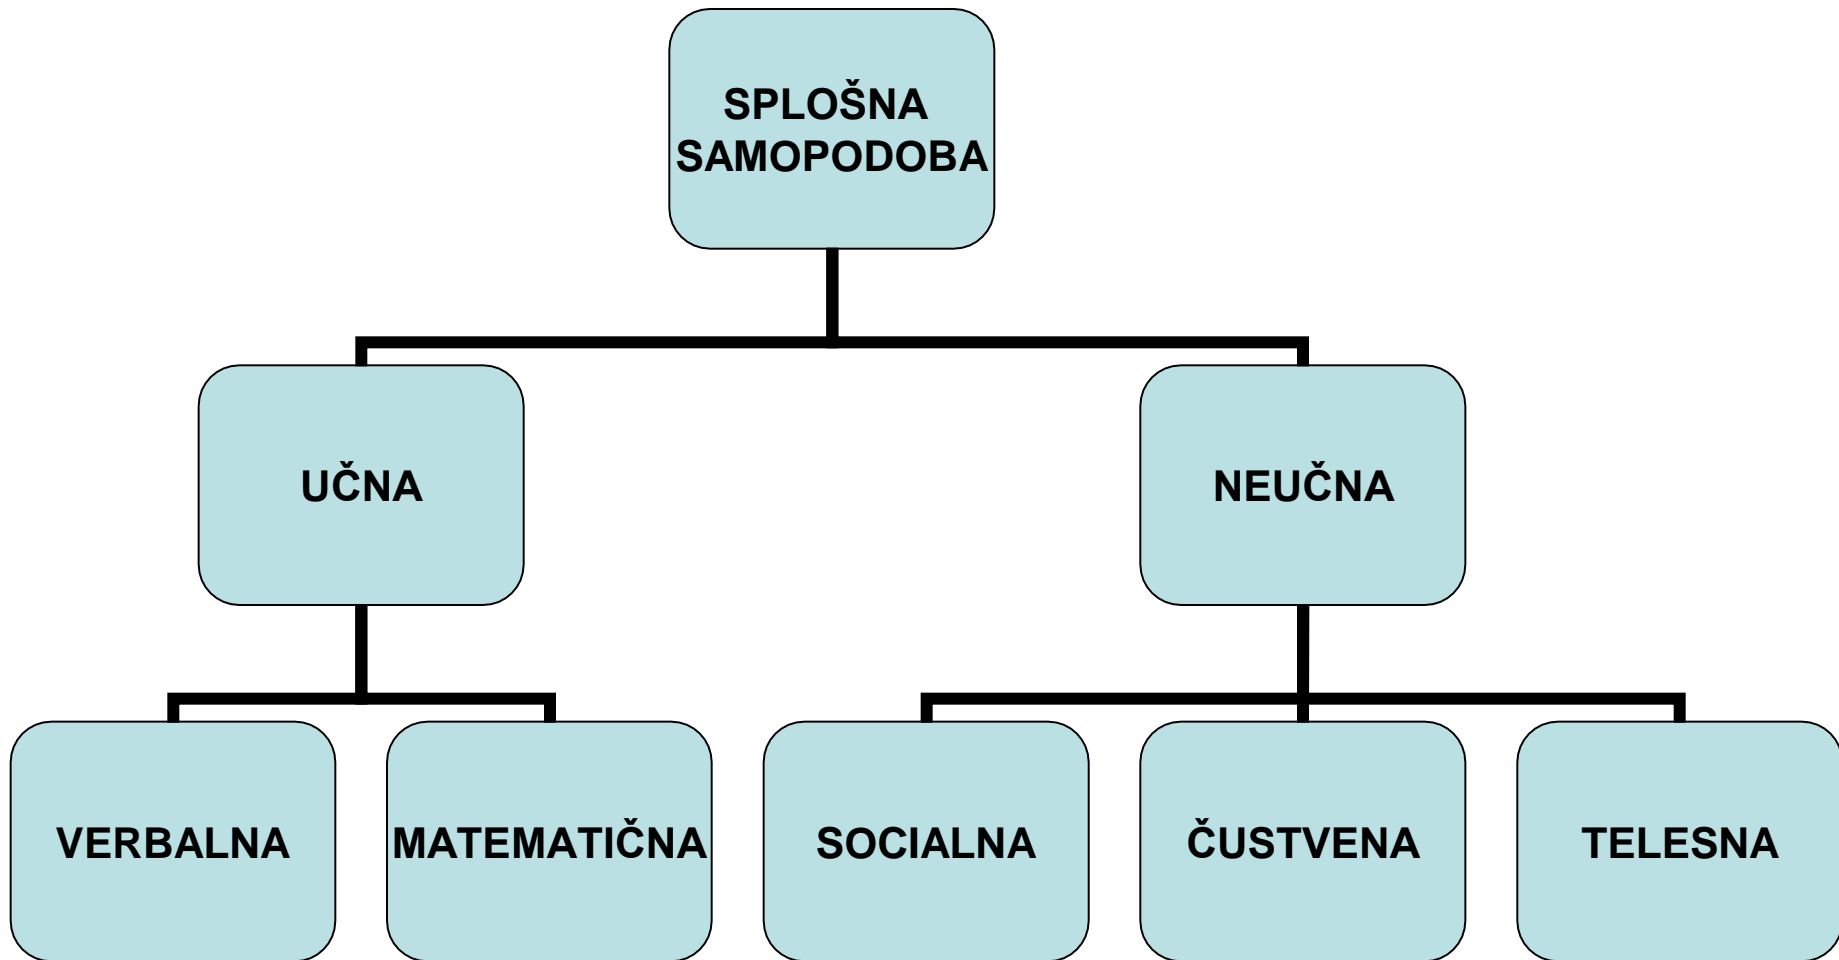 SPLOŠNA
SAMOPODOBA
UČNA
NEUČNA
VERBALNA
MATEMATIČNA
SOCIALNA
ČUSTVENA
TELESNA